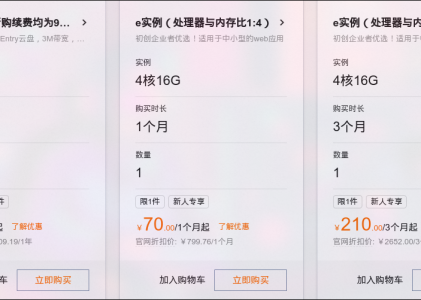 购续费均为9...
Entry云盘，3M带宽，...
起 了解优惠
09.19/1年
车 立即购买
e实例（处理器与内存比1:4）
初创企业者优选！适用于中小型的web应用
实例
4核16G
购买时长
1个月
数量
1
限1件 新人专享
￥70.00/1个月起 了解优惠
官网折扣价: ￥799.76/1个月
加入购物车 立即购买
e实例（处理器与内
初创企业者优选！适用于
实例
4核16G
购买时长
3个月
数量
1
限1件 新人专享
￥210.00/3个月起
官网折扣价: ￥2652.00/3
加入购物车 立